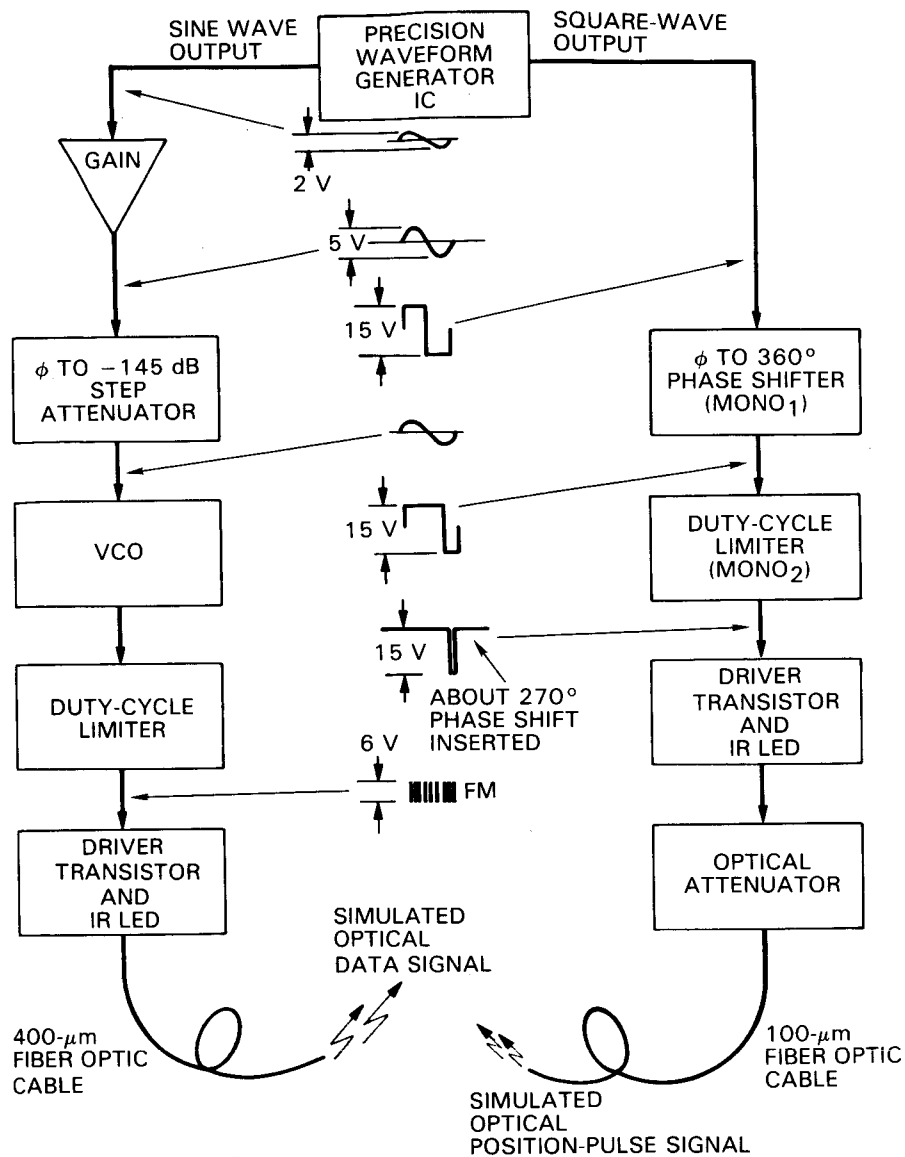 SINE WAVE
OUTPUT
PRECISION
WAVEFORM
GENERATOR
IC
SQUARE-WAVE
OUTPUT
GAIN
2 V
5 V
15 V
φ TO −145 dB
STEP
ATTENUATOR
φ TO 360°
PHASE SHIFTER
(MONO1)
VCO
15 V
DUTY-CYCLE
LIMITER
(MONO2)
15 V
ABOUT 270°
PHASE SHIFT
INSERTED
DUTY-CYCLE
LIMITER
DRIVER
TRANSISTOR
AND
IR LED
6 V
FM
DRIVER
TRANSISTOR
AND
IR LED
OPTICAL
ATTENUATOR
SIMULATED
OPTICAL
DATA SIGNAL
400-μm
FIBER OPTIC
CABLE
100-μm
FIBER OPTIC
CABLE
SIMULATED
OPTICAL
POSITION-PULSE SIGNAL